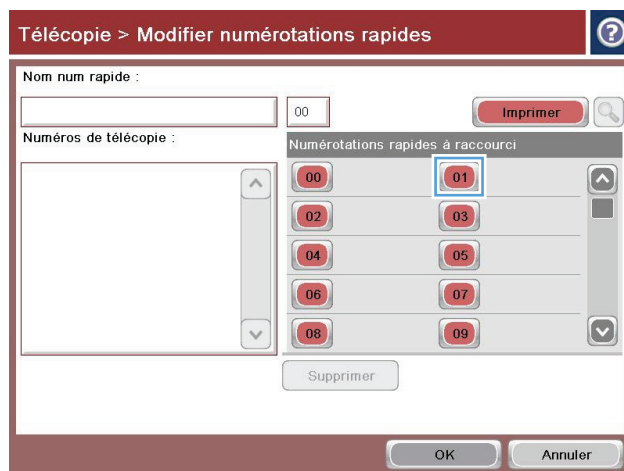 Télécopie > Modifier numérotations rapides
Nom num rapide :
00
Imprimer
Numéros de télécopie :
Numérotations rapides à raccourci
00 01
02 03
04 05
06 07
08 09
Supprimer
OK Annuler